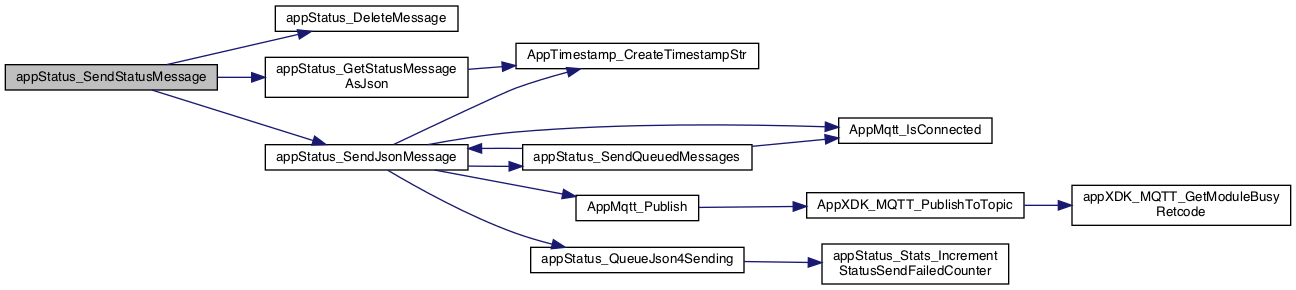 appStatus_DeleteMessage
appStatus_SendStatusMessage
appStatus_GetStatusMessage
AsJson
AppTimestamp_CreateTimestampStr
appStatus_SendJsonMessage
appStatus_SendQueuedMessages
AppMqtt_IsConnected
AppMqtt_Publish
AppXDK_MQTT_PublishToTopic
appXDK_MQTT_GetModuleBusy
Retcode
appStatus_QueueJson4Sending
appStatus_Stats_Increment
StatusSendFailedCounter